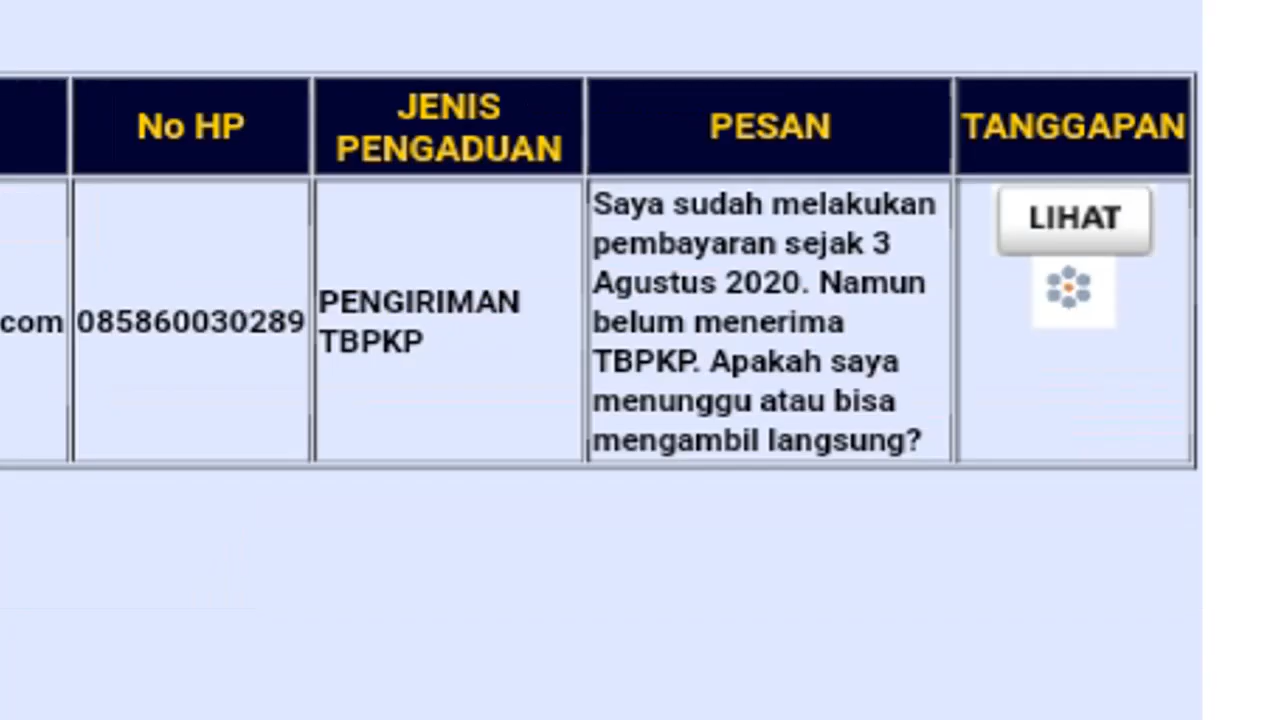 No HP
JENIS
PENGADUAN
PESAN
TANGGAPAN
com
085860030289
PENGIRIMAN
TBPKP
Saya sudah melakukan
pembayaran sejak 3
Agustus 2020. Namun
belum menerima
TBPKP. Apakah saya
menunggu atau bisa
mengambil langsung?
LIHAT